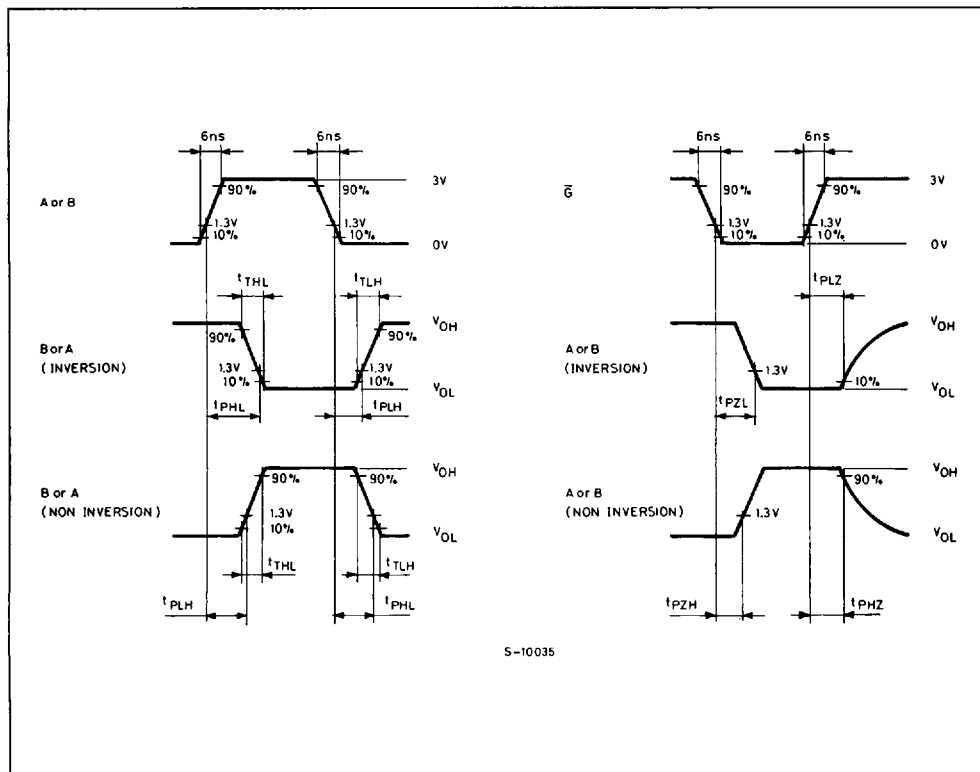 6ns 6ns
A or B
90% 90% 3V
1.3V 1.3V
10% 10% 0V
tTHL tTLH
B or A
(INVERSION)
90% 90% VOH
1.3V 1.3V
10% 10% VOL
tPHL tPLH
B or A
(NON INVERSION)
90% 90% VOH
1.3V
10% VOL
tTHL tTLH
tPLH tPHL
6ns 6ns
G̅
90% 90% 3V
1.3V 1.3V
10% 10% 0V
tPLZ
A or B
(INVERSION)
VOH
1.3V 10% VOL
tPZL
A or B
(NON INVERSION)
90% VOH
1.3V VOL
tPZH tPHZ
S-10035